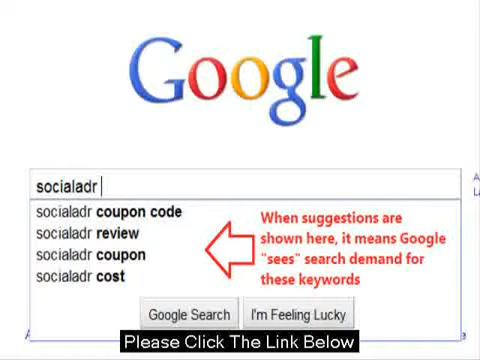 Google
socialadr
socialadr coupon code
socialadr review
socialadr coupon
socialadr cost
When suggestions are
shown here, it means Google
"sees" search demand for
these keywords
Google Search
I'm Feeling Lucky
Please Click The Link Below